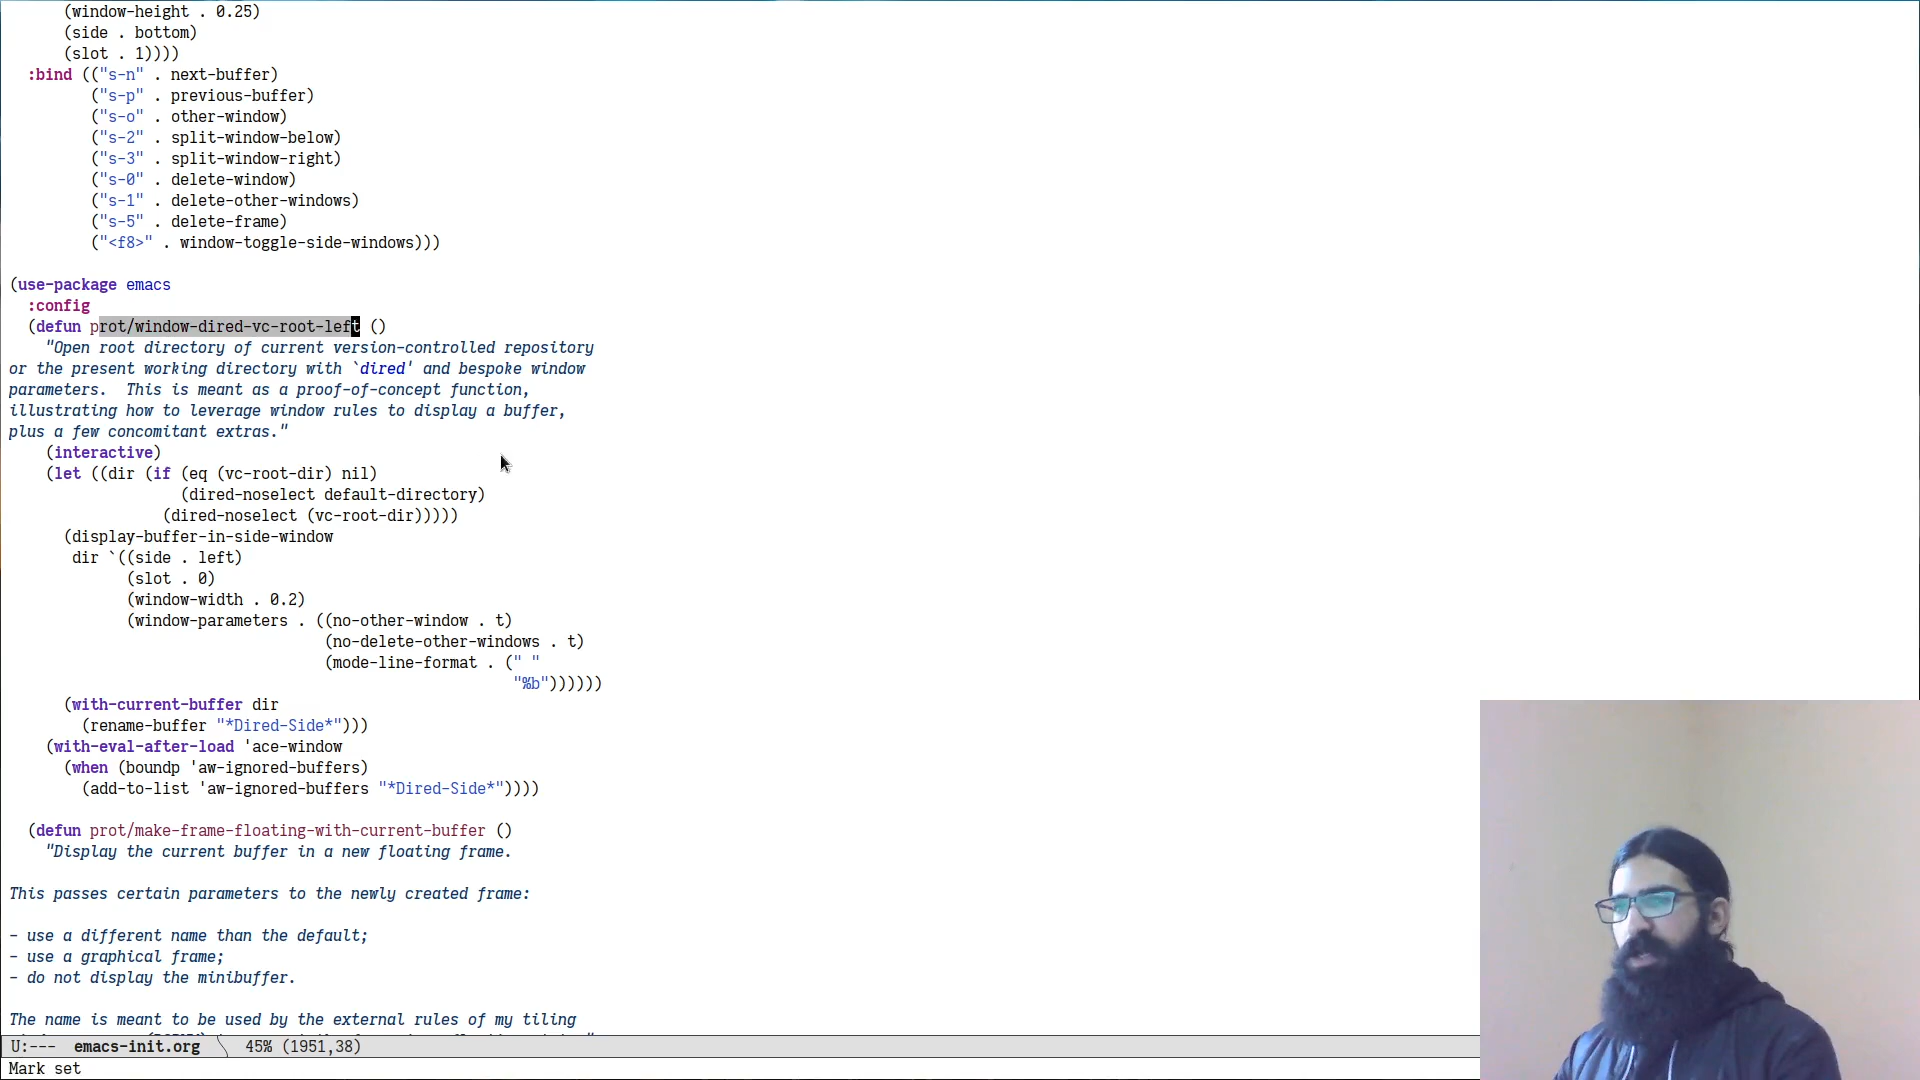 (window-height . 0.25)
(side . bottom)
(slot . 1))))
:bind (("s-n" . next-buffer)
("s-p" . previous-buffer)
("s-o" . other-window)
("s-2" . split-window-below)
("s-3" . split-window-right)
("s-0" . delete-window)
("s-1" . delete-other-windows)
("s-5" . delete-frame)
("<f8>" . window-toggle-side-windows)))
(use-package emacs
:config
(defun prot/window-dired-vc-root-left ()
"Open root directory of current version-controlled repository
or the present working directory with `dired' and bespoke window
parameters.  This is meant as a proof-of-concept function,
illustrating how to leverage window rules to display a buffer,
plus a few concomitant extras."
(interactive)
(let ((dir (if (eq (vc-root-dir) nil)
(dired-noselect default-directory)
(dired-noselect (vc-root-dir)))))
(display-buffer-in-side-window
dir `((side . left)
(slot . 0)
(window-width . 0.2)
(window-parameters . ((no-other-window . t)
(no-delete-other-windows . t)
(mode-line-format . (" "
"%b"))))))
(with-current-buffer dir
(rename-buffer "*Dired-Side*")))
(with-eval-after-load 'ace-window
(when (boundp 'aw-ignored-buffers)
(add-to-list 'aw-ignored-buffers "*Dired-Side*"))))
(defun prot/make-frame-floating-with-current-buffer ()
"Display the current buffer in a new floating frame.
This passes certain parameters to the newly created frame:
- use a different name than the default;
- use a graphical frame;
- do not display the minibuffer.
The name is meant to be used by the external rules of my tiling
U:--- emacs-init.org 45% (1951,38)
Mark set